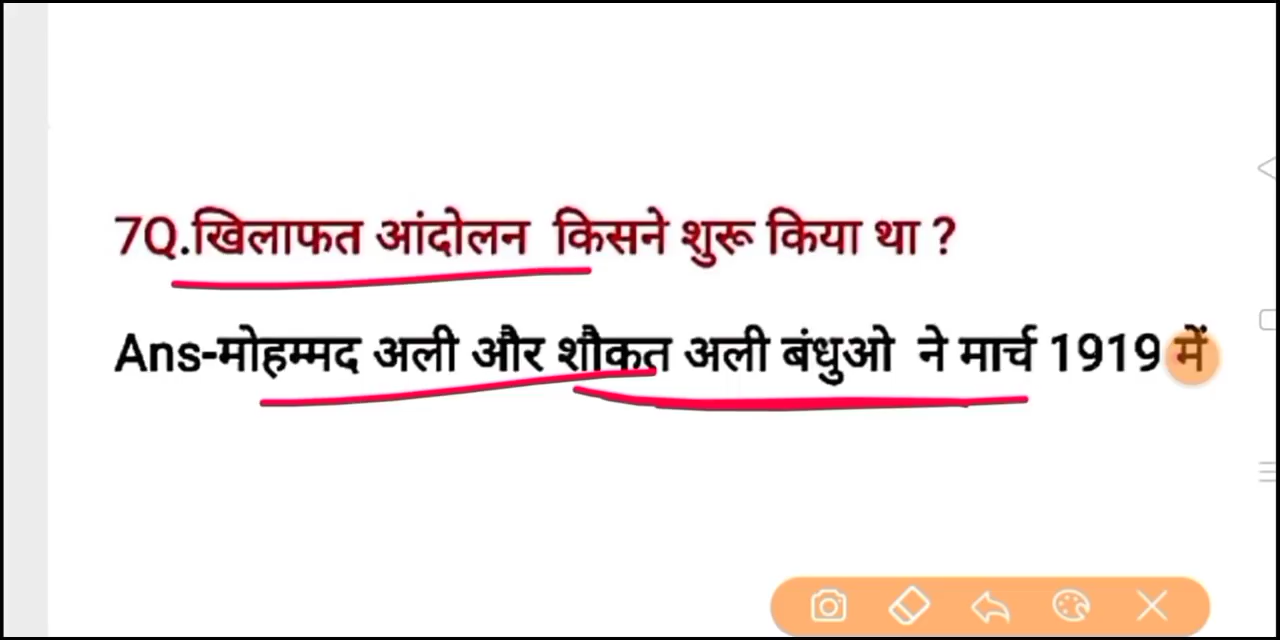 7Q.खिलाफत आंदोलन किसने शुरू किया था ?
Ans-मोहम्मद अली और शौकत अली बंधुओ ने मार्च 1919 में